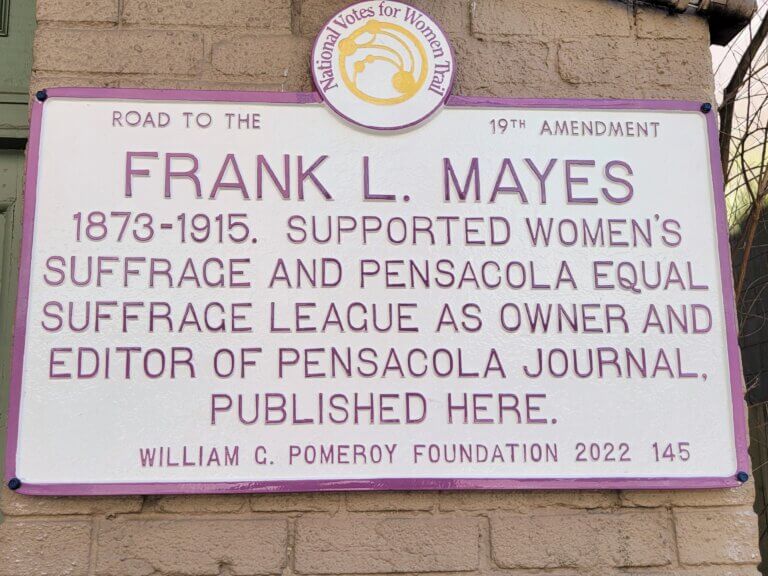 National Votes for Women Trail
ROAD TO THE 19TH AMENDMENT
FRANK L. MAYES
1873-1915. SUPPORTED WOMEN'S
SUFFRAGE AND PENSACOLA EQUAL
SUFFRAGE LEAGUE AS OWNER AND
EDITOR OF PENSACOLA JOURNAL,
PUBLISHED HERE.
WILLIAM G. POMEROY FOUNDATION 2022 145